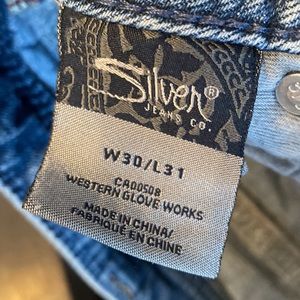 Silver®
JEANS CO.
W30/L31
CA00508
WESTERN GLOVE WORKS
MADE IN CHINA/
FABRIQUÉ EN CHINE